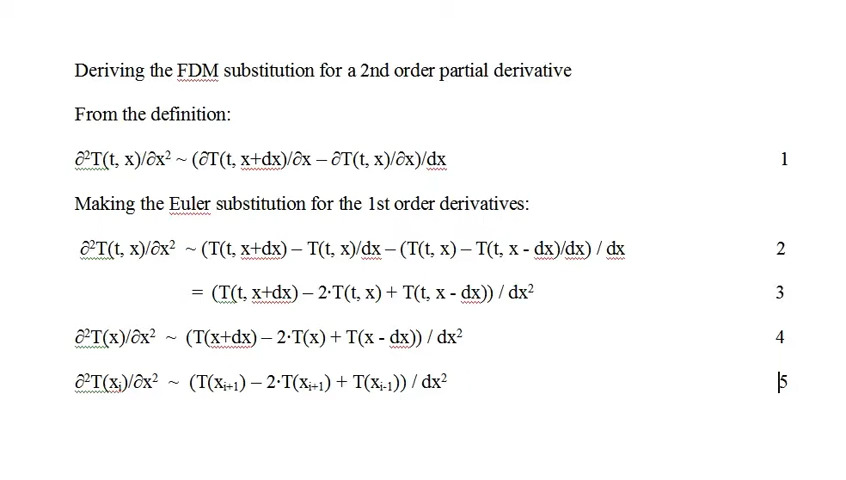 Deriving the FDM substitution for a 2nd order partial derivative
From the definition:
∂²T(t, x)/∂x² ~ (∂T(t, x+dx)/∂x – ∂T(t, x)/∂x)/dx 1
Making the Euler substitution for the 1st order derivatives:
∂²T(t, x)/∂x² ~ (T(t, x+dx) – T(t, x)/dx – (T(t, x) – T(t, x - dx)/dx) / dx 2
= (T(t, x+dx) – 2·T(t, x) + T(t, x - dx)) / dx² 3
∂²T(x)/∂x² ~ (T(x+dx) – 2·T(x) + T(x - dx)) / dx² 4
∂²T(xᵢ)/∂x² ~ (T(xᵢ₊₁) – 2·T(xᵢ₊₁) + T(xᵢ₋₁)) / dx² 5